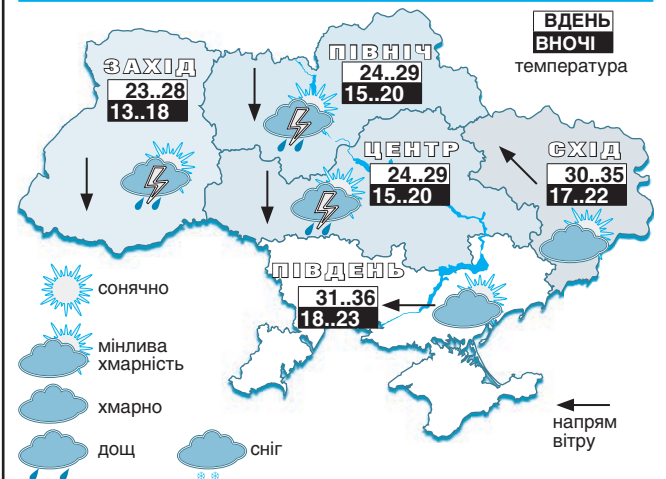 ВДЕНЬ
ВНОЧІ
температура
ПІВНІЧ
24..29
15..20
ЗАХІД
23..28
13..18
ЦЕНТР
24..29
15..20
СХІД
30..35
17..22
ПІВДЕНЬ
31..36
18..23
сонячно
мінлива
хмарність
хмарно
дощ
сніг
напрям
вітру